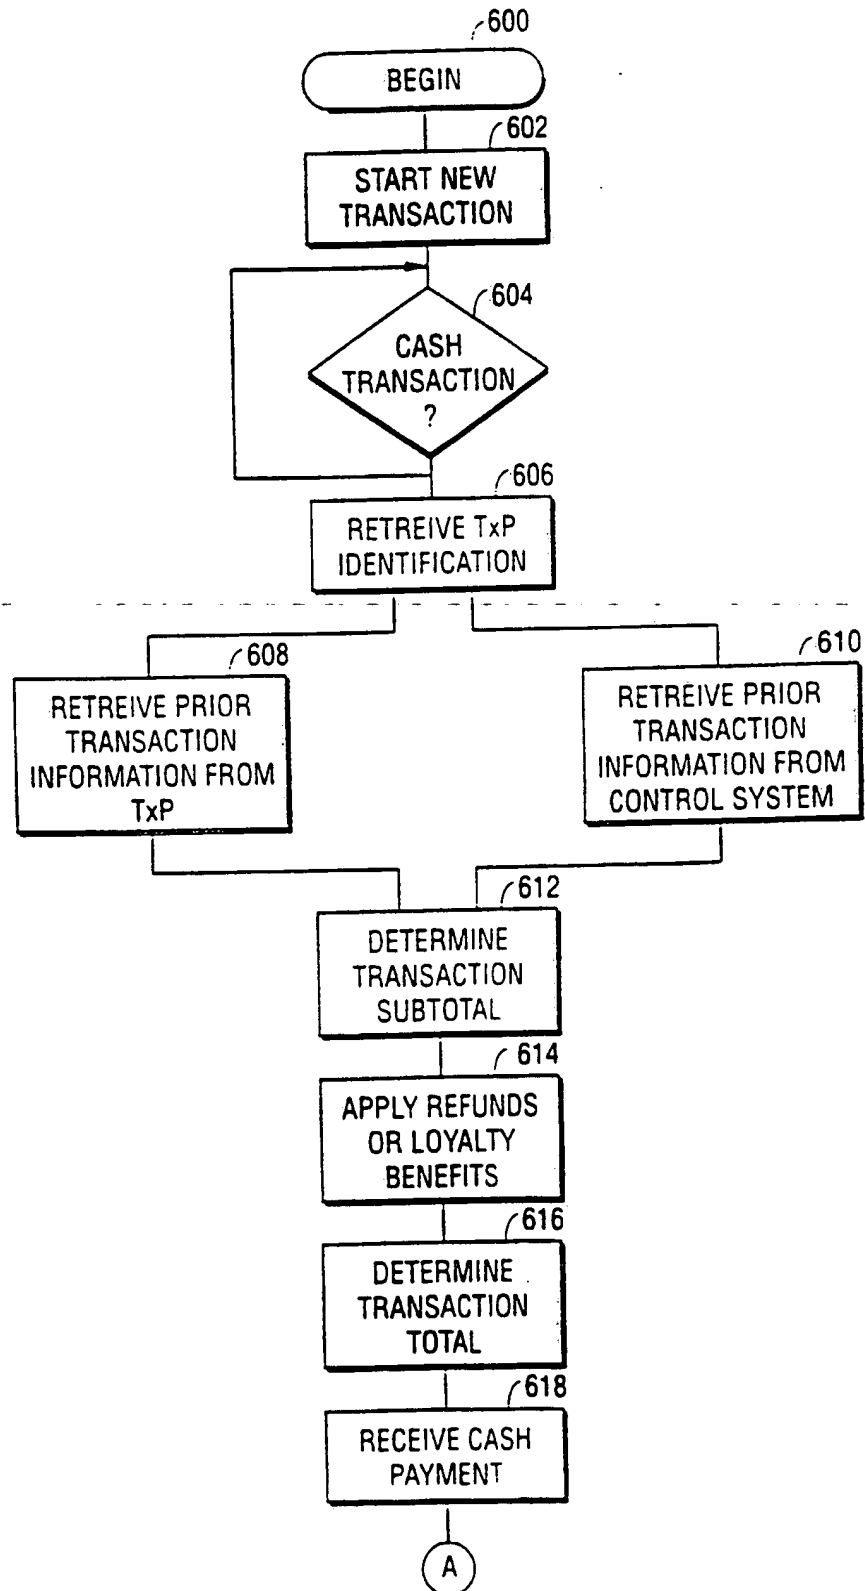 600
BEGIN
602
START NEW
TRANSACTION
604
CASH
TRANSACTION
?
606
RETREIVE TxP
IDENTIFICATION
608
RETREIVE PRIOR
TRANSACTION
INFORMATION FROM
TxP
610
RETREIVE PRIOR
TRANSACTION
INFORMATION FROM
CONTROL SYSTEM
612
DETERMINE
TRANSACTION
SUBTOTAL
614
APPLY REFUNDS
OR LOYALTY
BENEFITS
616
DETERMINE
TRANSACTION
TOTAL
618
RECEIVE CASH
PAYMENT
A